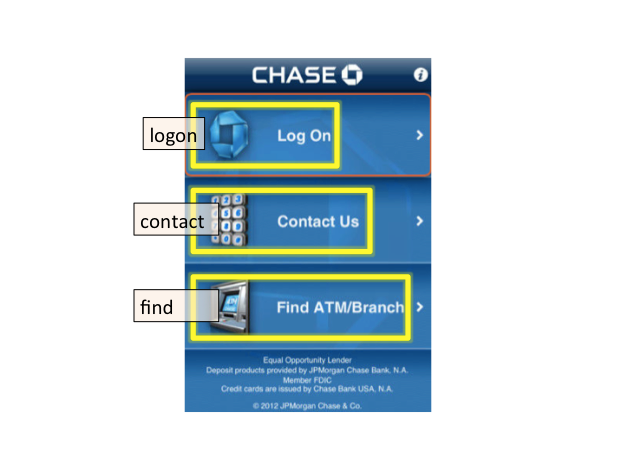 CHASE
logon
Log On
contact
Contact Us
find
Find ATM/Branch
Equal Opportunity Lender
Deposit products provided by JPMorgan Chase Bank, N.A.
Member FDIC
Credit cards are issued by Chase Bank USA, N.A.
© 2012 JPMorgan Chase & Co.